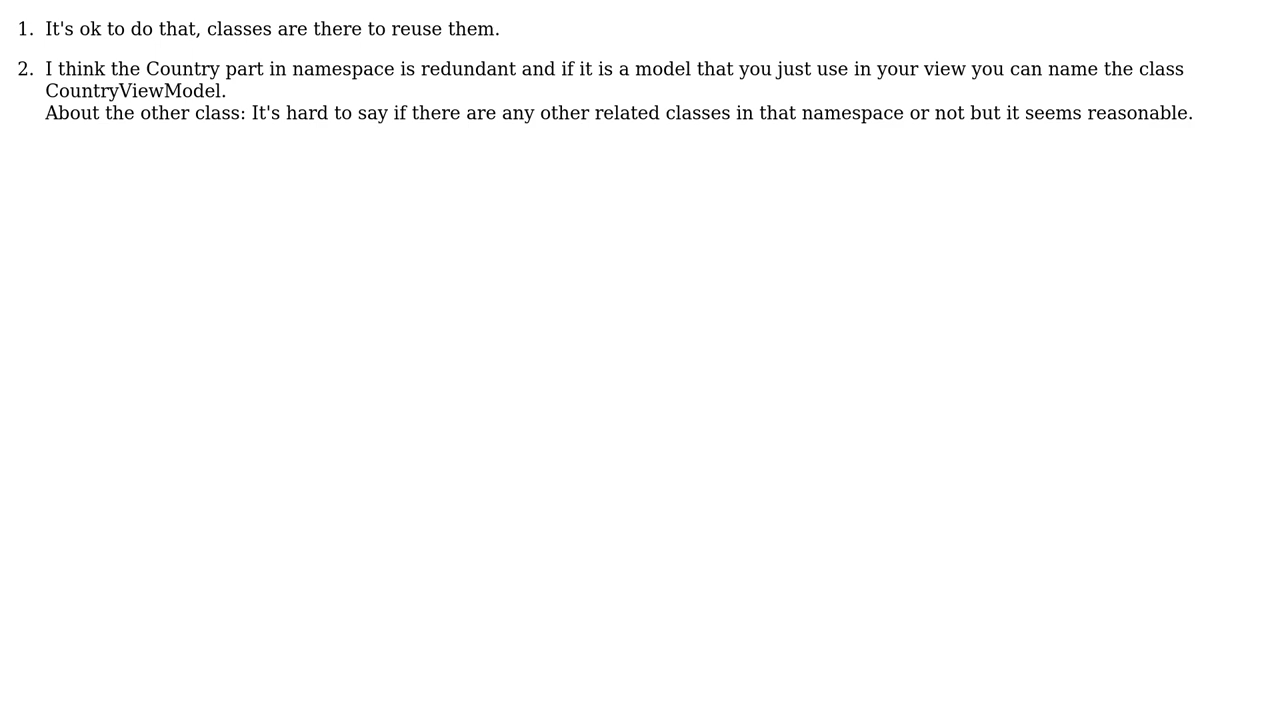 1. It's ok to do that, classes are there to reuse them.
2. I think the Country part in namespace is redundant and if it is a model that you just use in your view you can name the class
CountryViewModel.
About the other class: It's hard to say if there are any other related classes in that namespace or not but it seems reasonable.